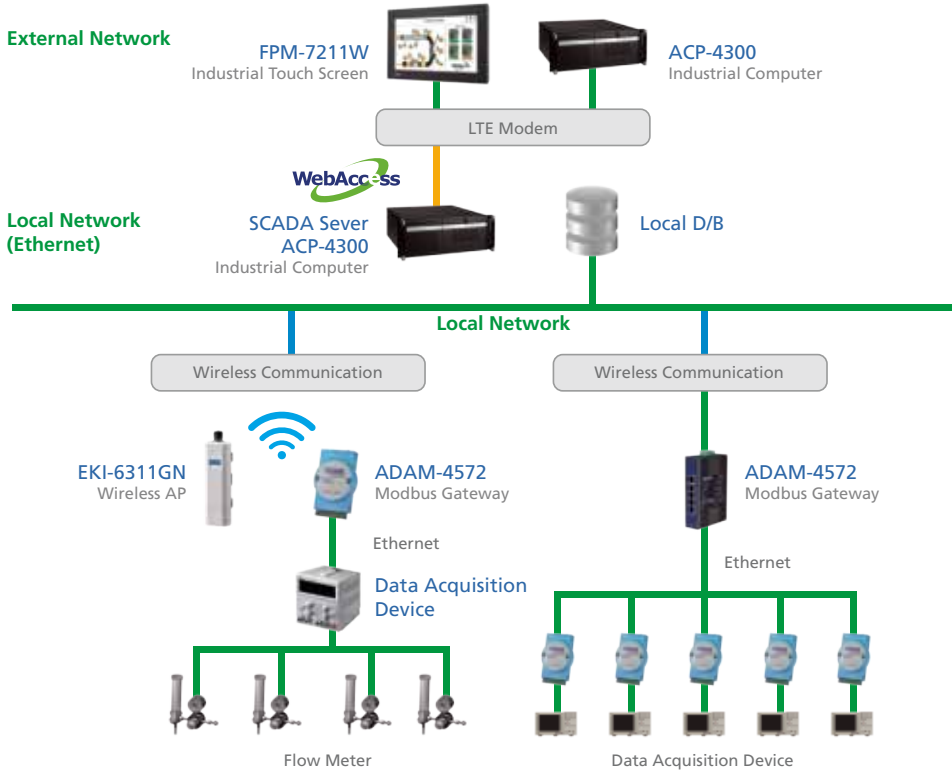 External Network
FPM-7211W
Industrial Touch Screen
ACP-4300
Industrial Computer
LTE Modem
WebAccess
Local Network
(Ethernet)
SCADA Sever
ACP-4300
Industrial Computer
Local D/B
Local Network
Wireless Communication
Wireless Communication
EKI-6311GN
Wireless AP
ADAM-4572
Modbus Gateway
ADAM-4572
Modbus Gateway
Ethernet
Ethernet
Data Acquisition
Device
Flow Meter
Data Acquisition Device